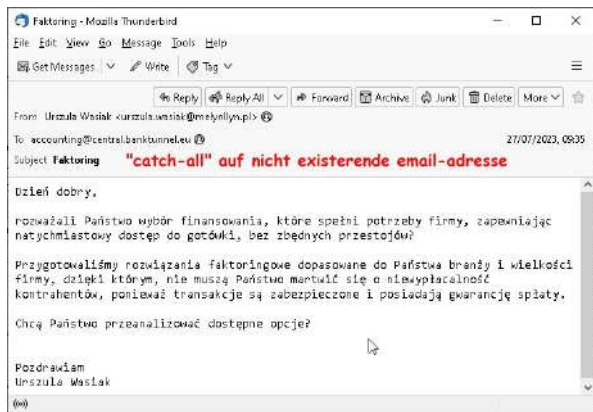 Faktoring - Mozilla Thunderbird
File Edit View Go Message Tools Help
Get Messages Write Tag
Reply Reply All Forward Archive Junk Delete More
From Urszula Wasiak <urszula.wasiak@melynllyn.pl>
To accounting@central.banktunnel.eu 27/07/2023, 09:35
Subject Faktoring "catch-all" auf nicht existerende email-adresse
Dzień dobry,
rozważali Państwo wybór finansowania, które spełni potrzeby firmy, zapewniając
natychmiastowy dostęp do gotówki, bez zbędnych przestojów?
Przygotowaliśmy rozwiązania faktoringowe dopasowane do Państwa branży i wielkości
firmy, dzięki którym, nie muszą Państwo martwić się o niewypłacalność
kontrahentów, ponieważ transakcje są zabezpieczone i posiadają gwarancję spłaty.
Chcą Państwo przeanalizować dostępne opcje?
Pozdrawiam
Urszula Wasiak